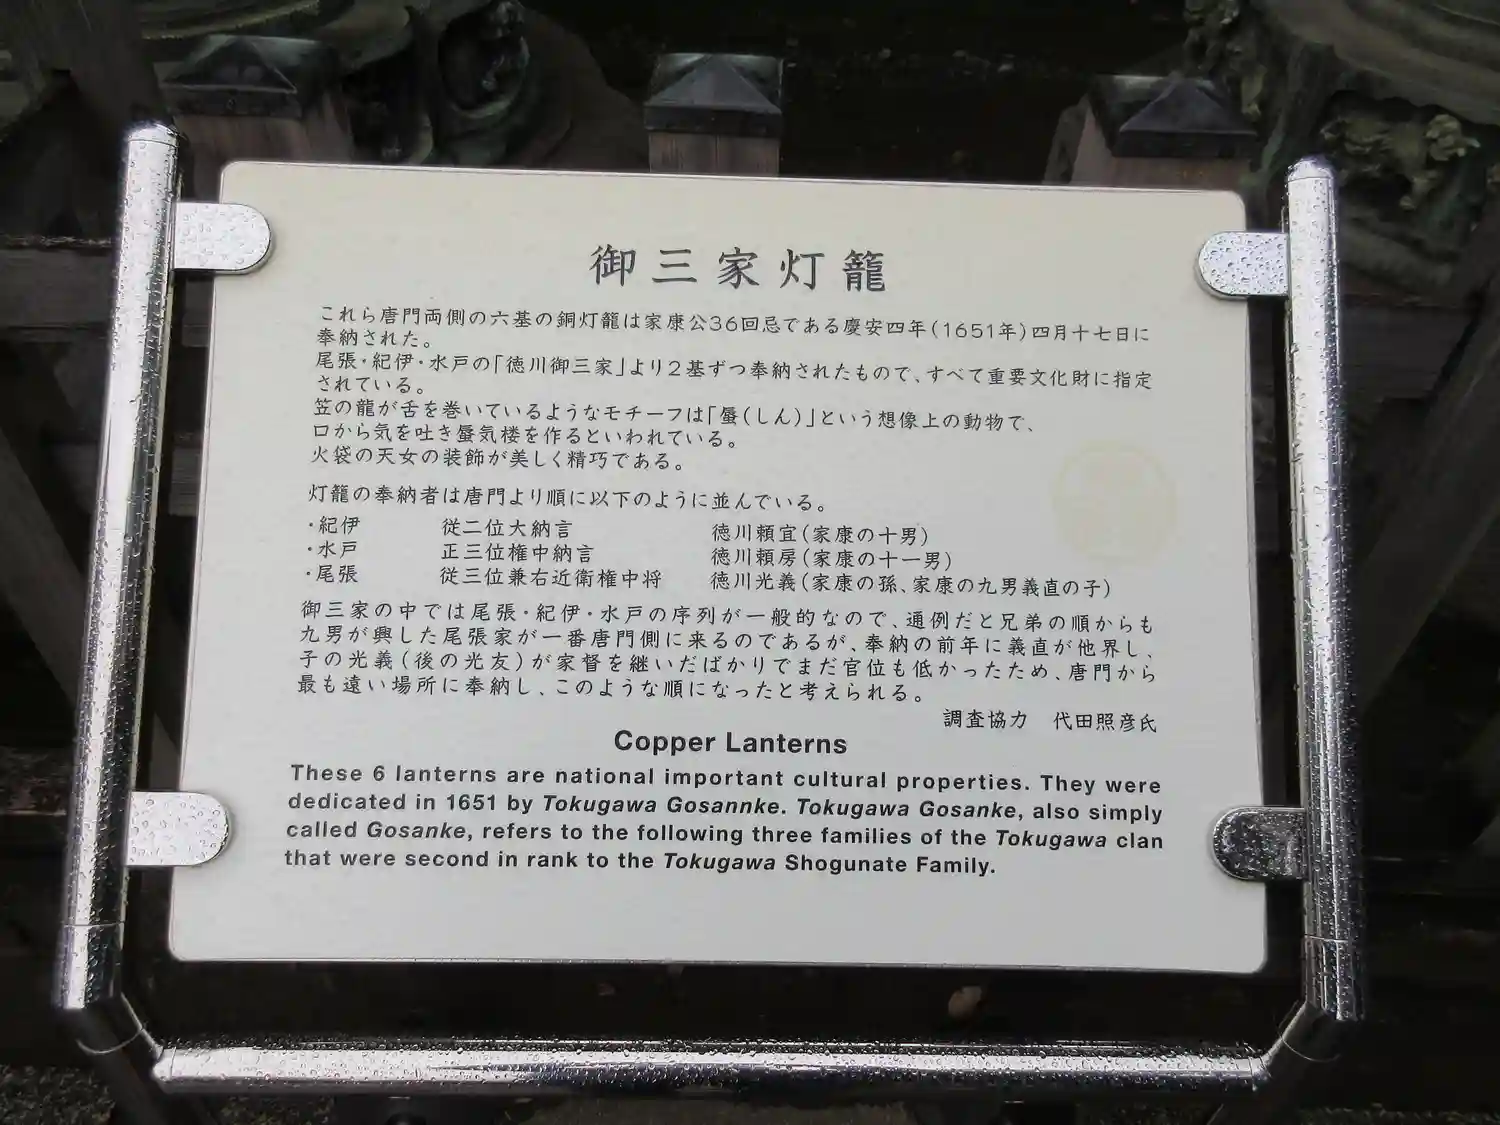 御三家灯籠
これら唐門両側の六基の銅灯籠は家康公36回忌である慶安四年(1651年)四月十七日に
奉納された。
尾張・紀伊・水戸の「徳川御三家」より2基ずつ奉納されたもので、すべて重要文化財に指定
されている。
笠の龍が舌を巻いているようなモチーフは「蜃(しん)」という想像上の動物で、
口から気を吐き蜃気楼を作るといわれている。
火袋の天女の装飾が美しく精巧である。
灯籠の奉納者は唐門より順に以下のように並んでいる。
・紀伊 従二位大納言 徳川頼宜(家康の十男)
・水戸 正三位権中納言 徳川頼房(家康の十一男)
・尾張 従三位兼右近衛権中将 徳川光義(家康の孫、家康の九男義直の子)
御三家の中では尾張・紀伊・水戸の序列が一般的なので、通例だと兄弟の順からも
九男が興した尾張家が一番唐門側に来るのであるが、奉納の前年に義直が他界し、
子の光義(後の光友)が家督を継いだばかりでまだ官位も低かったため、唐門から
最も遠い場所に奉納し、このような順になったと考えられる。
調査協力 代田照彦氏
Copper Lanterns
These 6 lanterns are national important cultural properties. They were
dedicated in 1651 by Tokugawa Gosannke. Tokugawa Gosanke, also simply
called Gosanke, refers to the following three families of the Tokugawa clan
that were second in rank to the Tokugawa Shogunate Family.